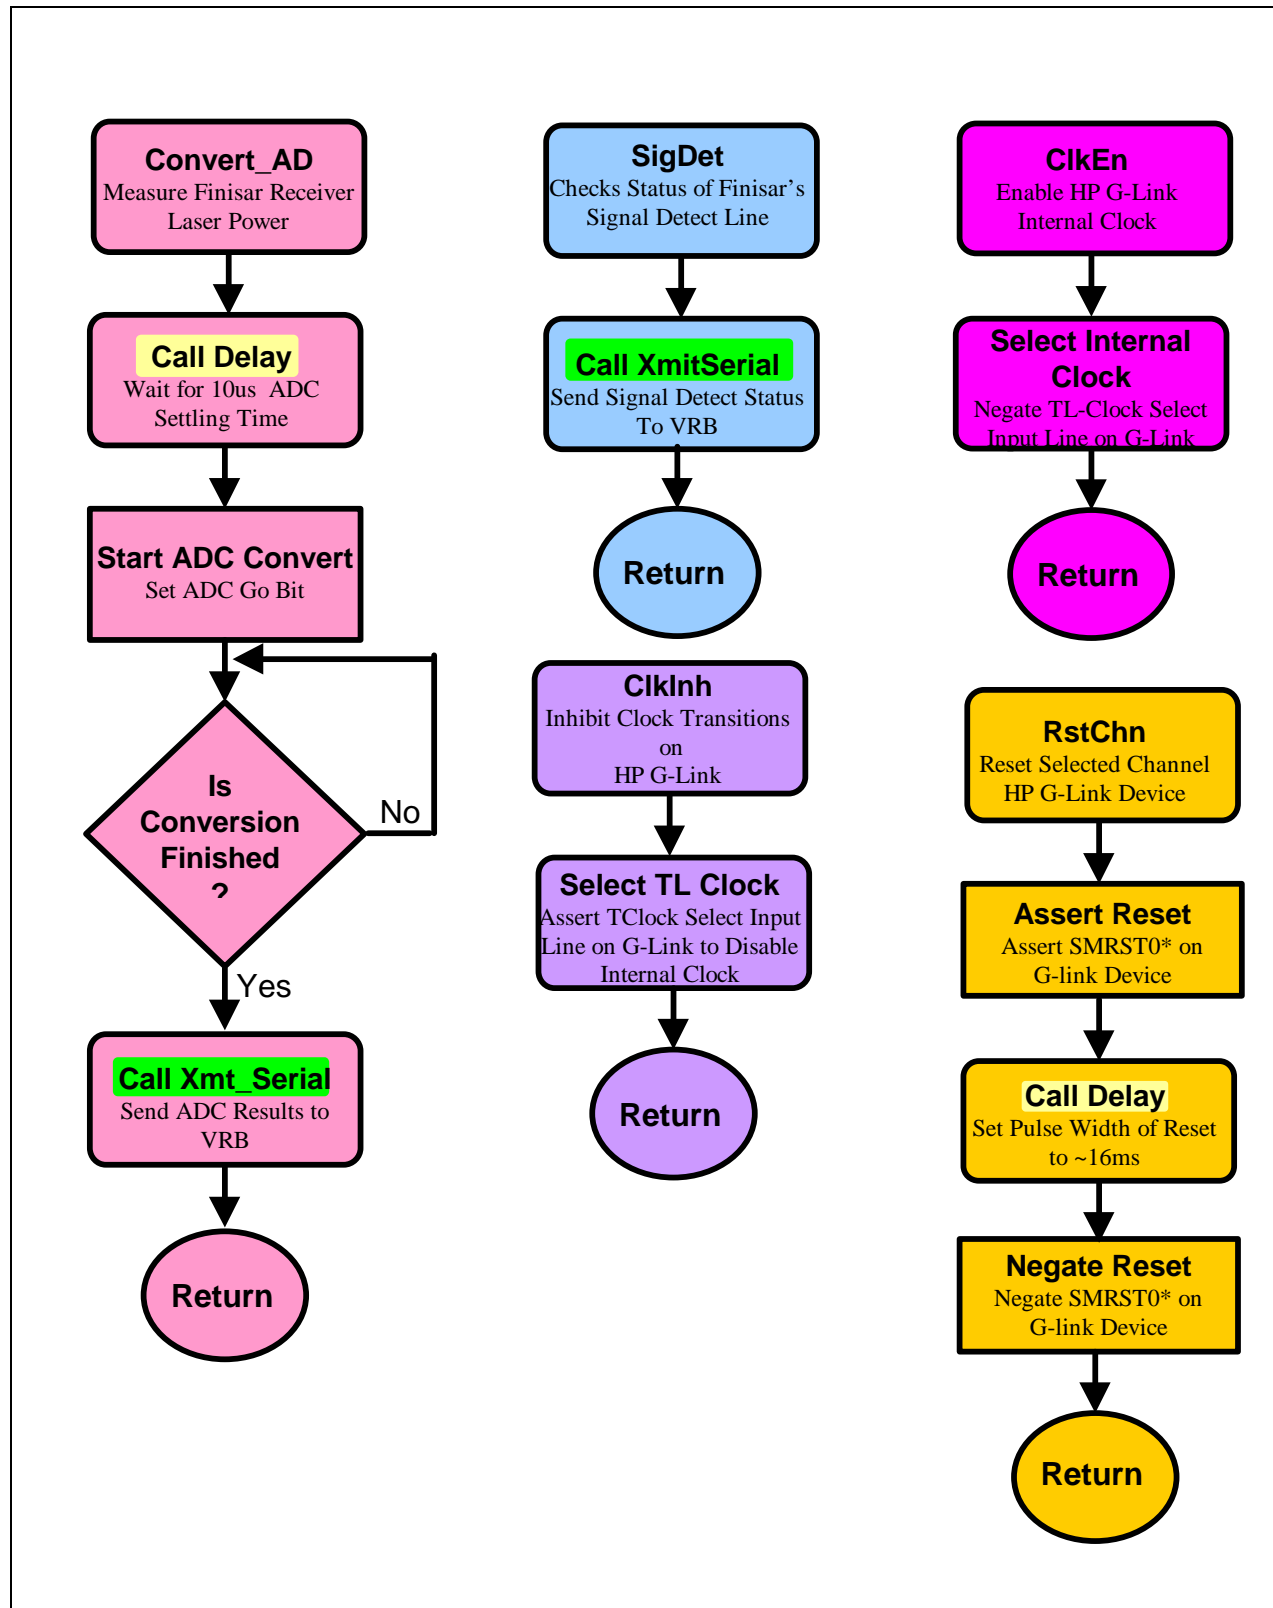 Convert_AD
Measure Finisar Receiver
Laser Power
Call Delay
Wait for 10us ADC
Settling Time
Start ADC Convert
Set ADC Go Bit
Is
Conversion
Finished
?
No
Yes
Call Xmt_Serial
Send ADC Results to
VRB
Return
SigDet
Checks Status of Finisar's
Signal Detect Line
Call XmitSerial
Send Signal Detect Status
To VRB
Return
ClkInh
Inhibit Clock Transitions
on
HP G-Link
Select TL Clock
Assert TClock Select Input
Line on G-Link to Disable
Internal Clock
Return
ClkEn
Enable HP G-Link
Internal Clock
Select Internal
Clock
Negate TL-Clock Select
Input Line on G-Link
Return
RstChn
Reset Selected Channel
HP G-Link Device
Assert Reset
Assert SMRST0* on
G-link Device
Call Delay
Set Pulse Width of Reset
to ~16ms
Negate Reset
Negate SMRST0* on
G-link Device
Return